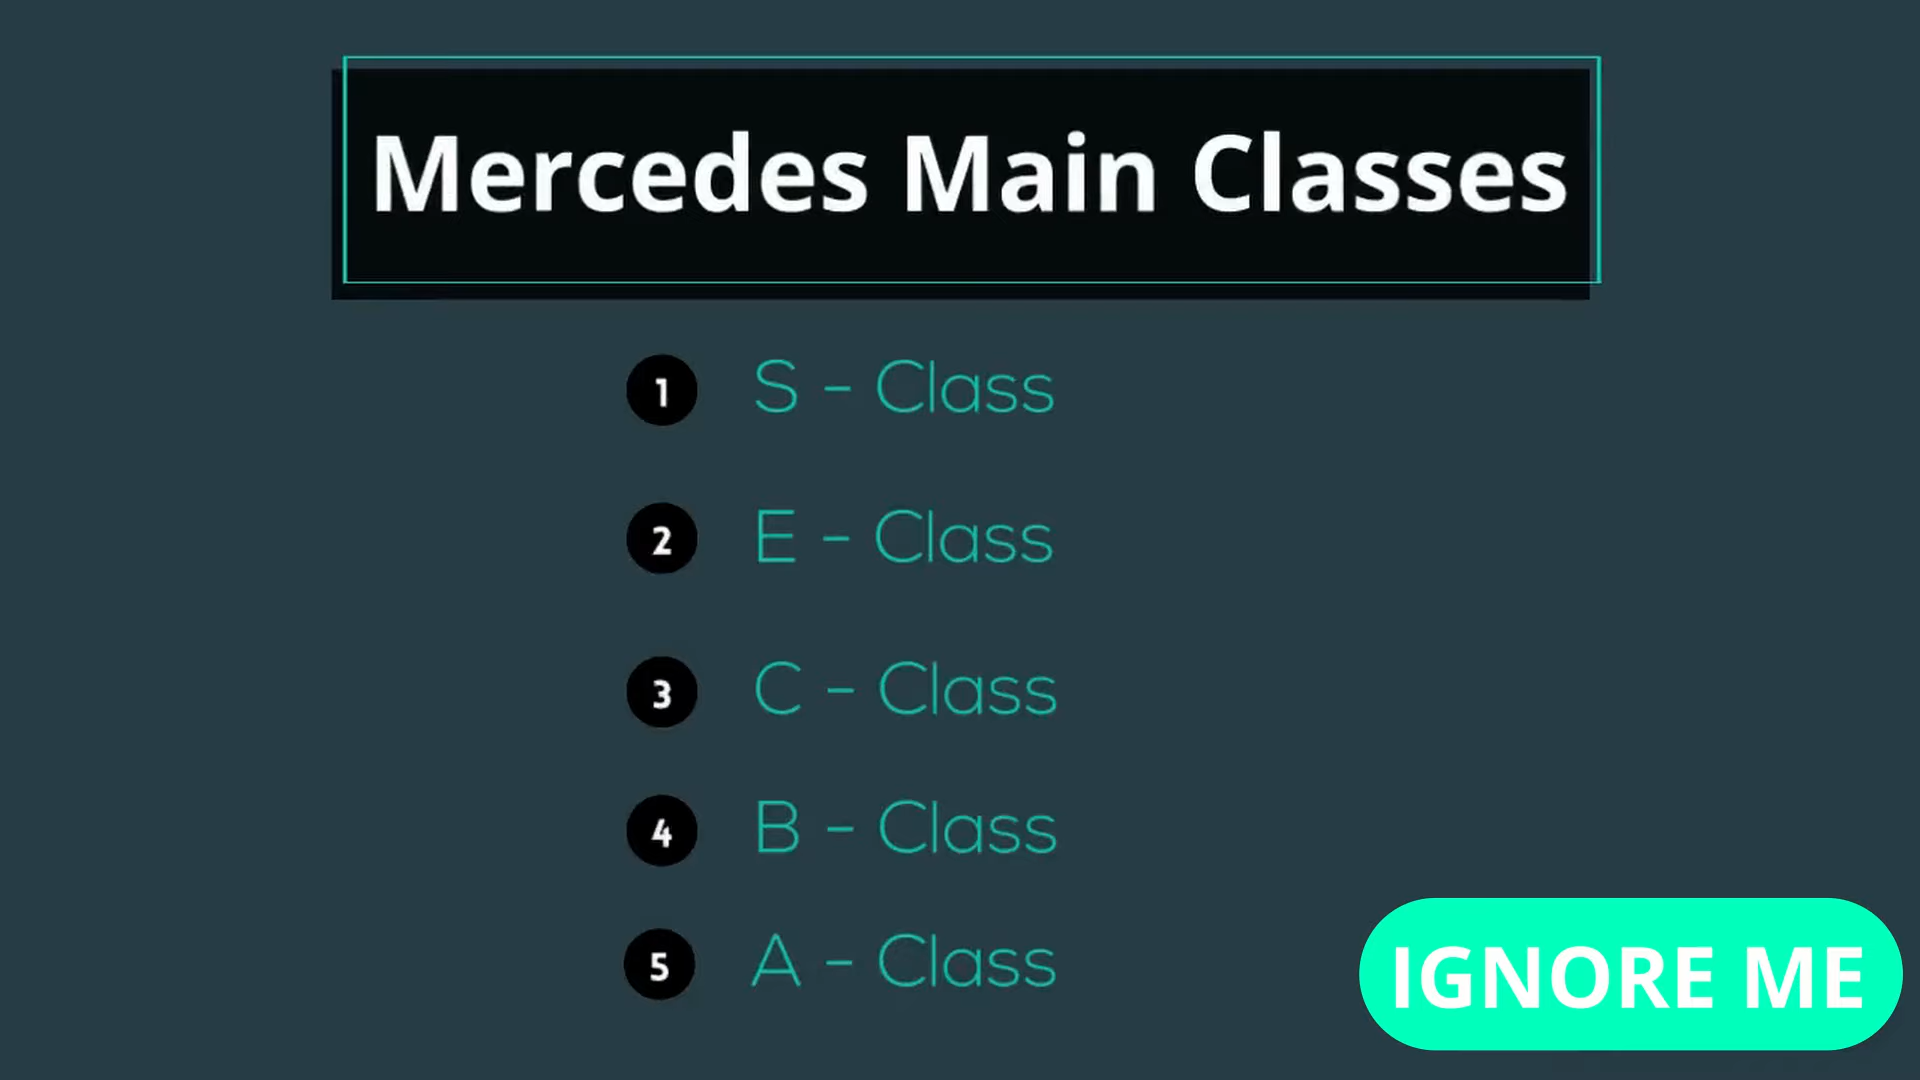 Mercedes Main Classes
1 S - Class
2 E - Class
3 C - Class
4 B - Class
5 A - Class
IGNORE ME